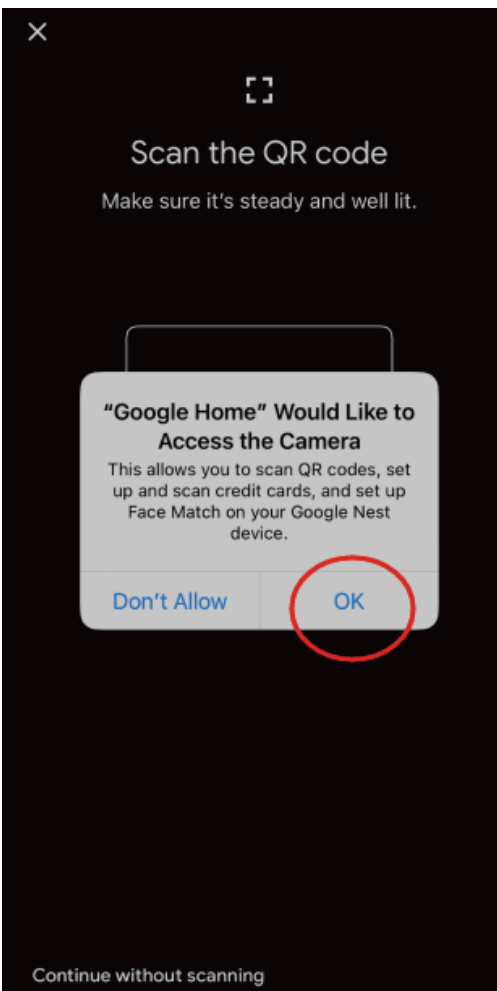 Scan the QR code
Make sure it's steady and well lit.
"Google Home" Would Like to
Access the Camera
This allows you to scan QR codes, set
up and scan credit cards, and set up
Face Match on your Google Nest
device.
Don't Allow
OK
Continue without scanning